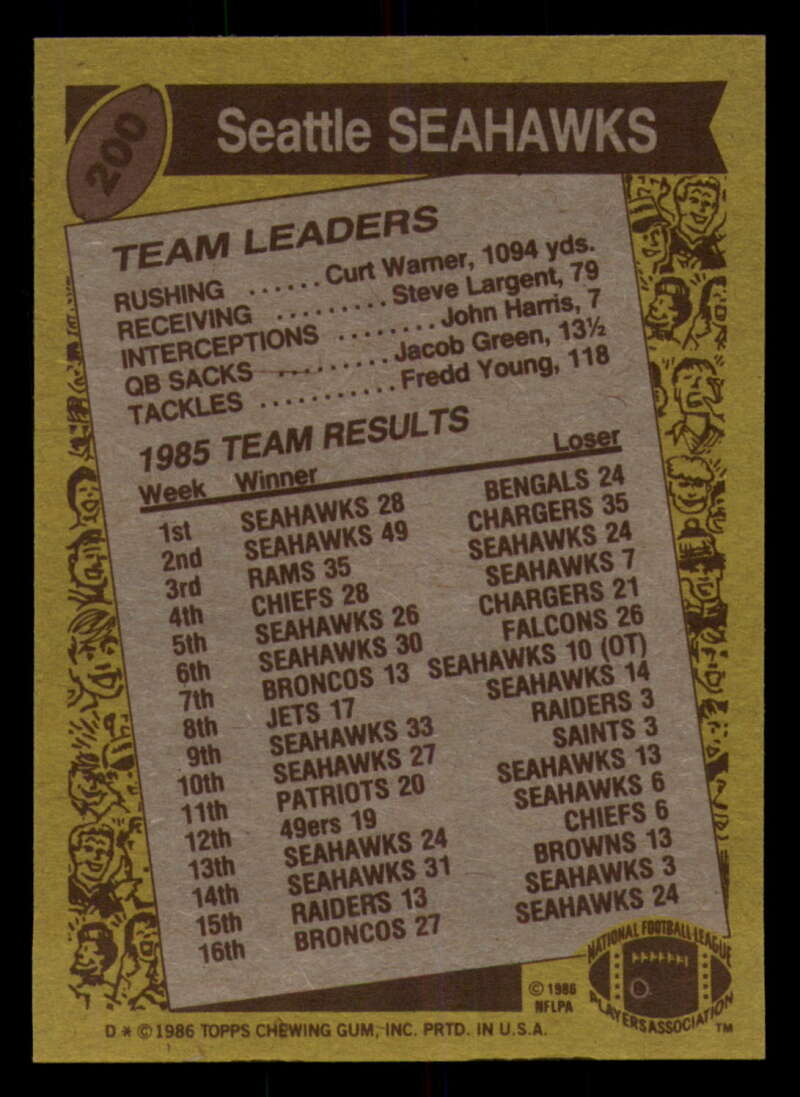 200
Seattle SEAHAWKS
TEAM LEADERS
RUSHING ...... Curt Warner, 1094 yds.
RECEIVING ......... Steve Largent, 79
INTERCEPTIONS ........ John Harris, 7
QB SACKS ......... Jacob Green, 13½
TACKLES ........... Fredd Young, 118
1985 TEAM RESULTS
Week Winner Loser
1st SEAHAWKS 28 BENGALS 24
2nd SEAHAWKS 49 CHARGERS 35
3rd RAMS 35 SEAHAWKS 24
4th CHIEFS 28 SEAHAWKS 7
5th SEAHAWKS 26 CHARGERS 21
6th SEAHAWKS 30 FALCONS 26
7th BRONCOS 13 SEAHAWKS 10 (OT)
8th JETS 17 SEAHAWKS 14
9th SEAHAWKS 33 RAIDERS 3
10th SEAHAWKS 27 SAINTS 3
11th PATRIOTS 20 SEAHAWKS 13
12th 49ers 19 SEAHAWKS 6
13th SEAHAWKS 24 CHIEFS 6
14th SEAHAWKS 31 BROWNS 13
15th RAIDERS 13 SEAHAWKS 3
16th BRONCOS 27 SEAHAWKS 24
© 1986
NFLPA
NATIONAL FOOTBALL LEAGUE
PLAYERS ASSOCIATION
TM
D * © 1986 TOPPS CHEWING GUM, INC. PRTD. IN U.S.A.